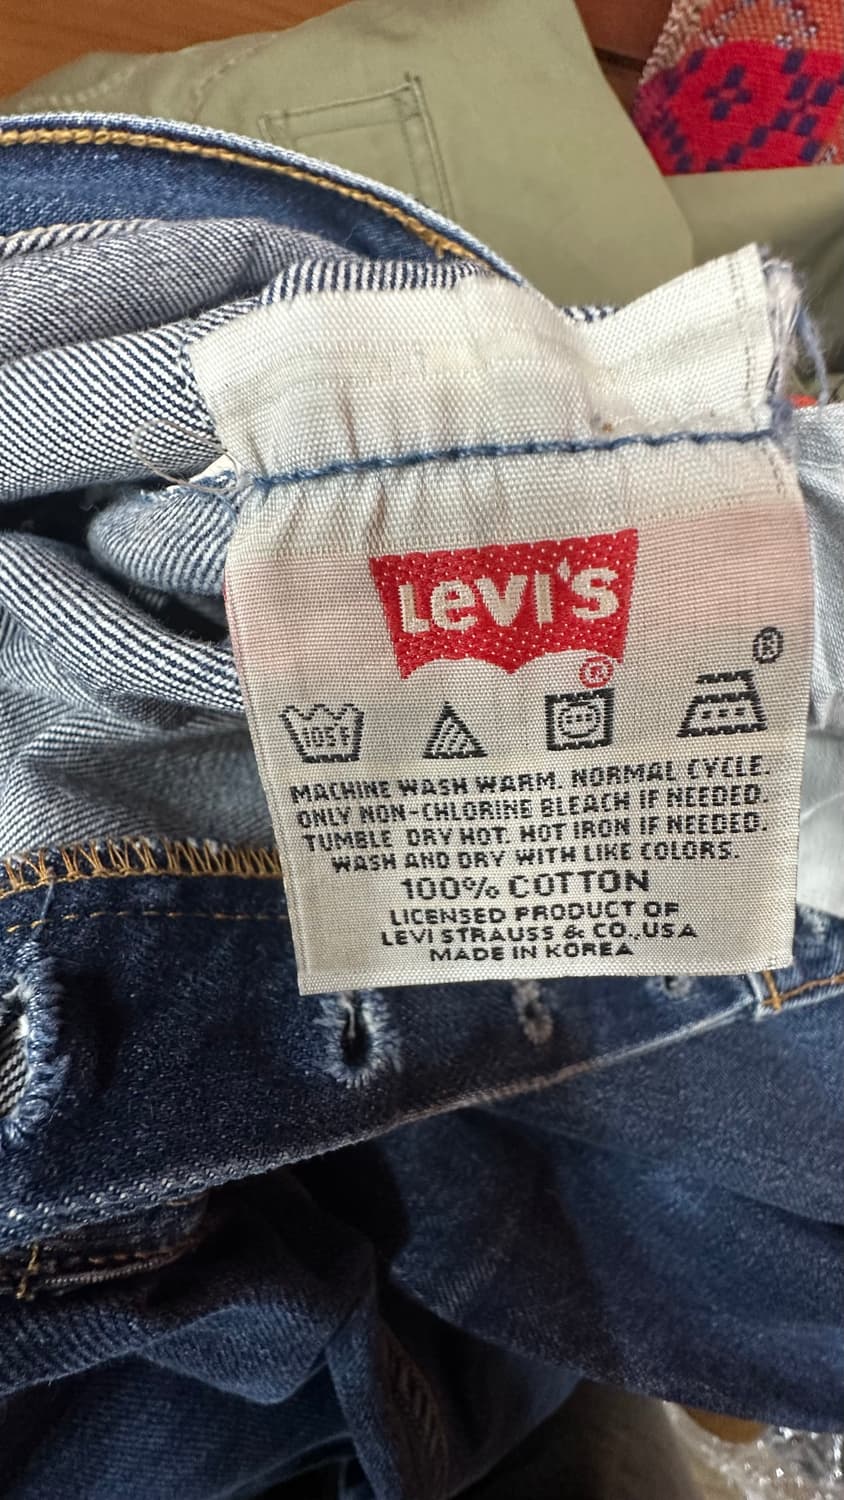 LEVI'S
®
®
105°F
MACHINE WASH WARM. NORMAL CYCLE.
ONLY NON-CHLORINE BLEACH IF NEEDED.
TUMBLE DRY HOT. HOT IRON IF NEEDED.
WASH AND DRY WITH LIKE COLORS.
100% COTTON
LICENSED PRODUCT OF
LEVI STRAUSS & CO., USA
MADE IN KOREA